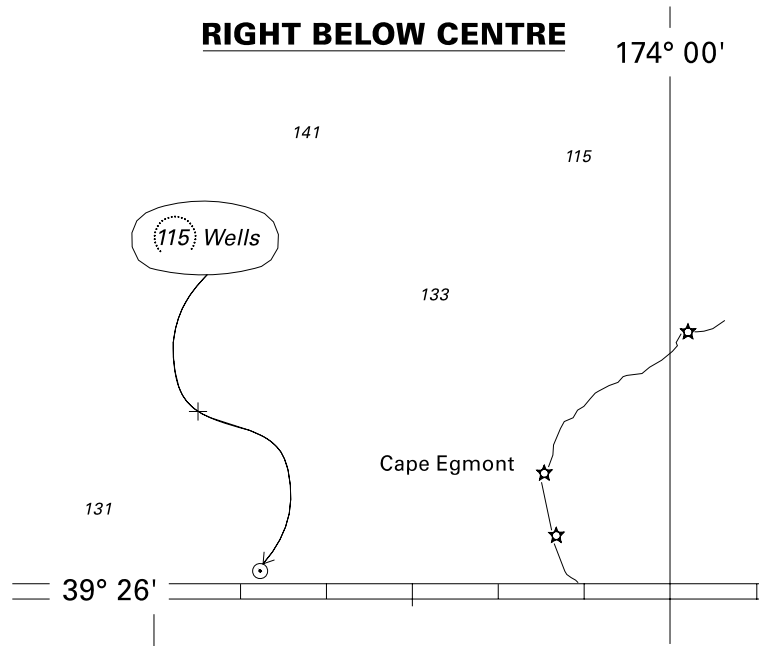 RIGHT BELOW CENTRE
174° 00'
141
115
115 Wells
133
Cape Egmont
131
39° 26'